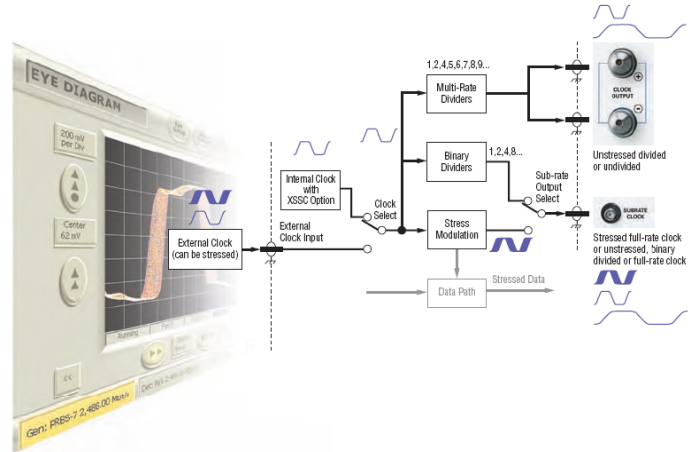 EYE DIAGRAM
200 mV
per Div
Center
62 mV
Running
<<
Gen: PRBS-7 2,488.00 Mbit/s
External Clock
(can be stressed)
Internal Clock
with
XSSC Option
External
Clock Input
Clock
Select
1,2,4,5,6,7,8,9...
Multi-Rate
Dividers
Binary
Dividers
1,2,4,8...
Stress
Modulation
Data Path
Stressed Data
Sub-rate
Output
Select
+
CLOCK
OUTPUT
−
Unstressed divided
or undivided
SUBRATE
CLOCK
Stressed full-rate clock
or unstressed, binary
divided or full-rate clock